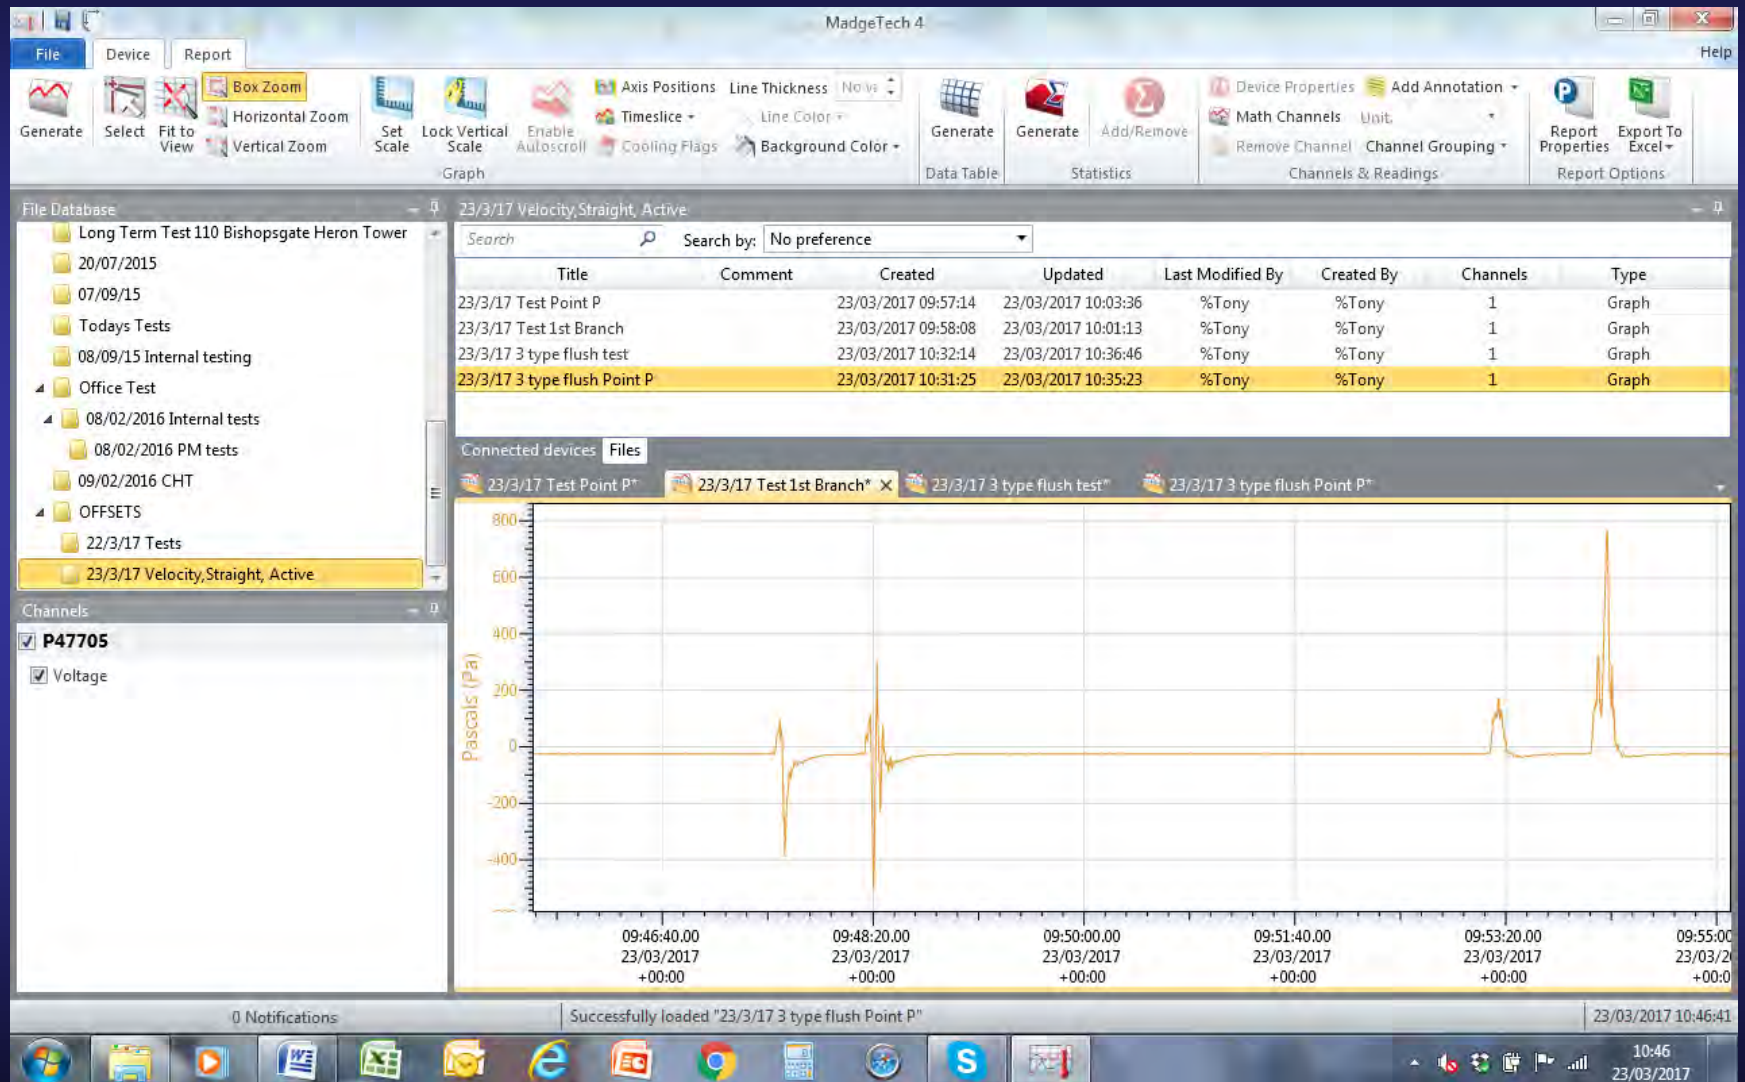 MadgeTech 4
File Device Report Help
Generate Select Fit to View Box Zoom Horizontal Zoom Vertical Zoom Set Scale Lock Vertical Scale Enable Autoscroll
Axis Positions Line Thickness
Timeslice Line Color
Cooling Flags Background Color
Generate Generate Add/Remove
Device Properties Add Annotation
Math Channels Unit:
Remove Channel Channel Grouping
Report Properties Export To Excel
Graph Data Table Statistics Channels & Readings Report Options
File Database
Long Term Test 110 Bishopsgate Heron Tower
20/07/2015
07/09/15
Todays Tests
08/09/15 Internal testing
Office Test
08/02/2016 Internal tests
08/02/2016 PM tests
09/02/2016 CHT
OFFSETS
22/3/17 Tests
23/3/17 Velocity,Straight, Active
Channels
P47705
Voltage
23/3/17 Velocity,Straight, Active
Search Search by: No preference
Title Comment Created Updated Last Modified By Created By Channels Type
23/3/17 Test Point P 23/03/2017 09:57:14 23/03/2017 10:03:36 %Tony %Tony 1 Graph
23/3/17 Test 1st Branch 23/03/2017 09:58:08 23/03/2017 10:01:13 %Tony %Tony 1 Graph
23/3/17 3 type flush test 23/03/2017 10:32:14 23/03/2017 10:36:46 %Tony %Tony 1 Graph
23/3/17 3 type flush Point P 23/03/2017 10:31:25 23/03/2017 10:35:23 %Tony %Tony 1 Graph
Connected devices Files
23/3/17 Test Point P* 23/3/17 Test 1st Branch* 23/3/17 3 type flush test* 23/3/17 3 type flush Point P*
Pascals (Pa)
800
600
400
200
0
-200
-400
09:46:40.00 09:48:20.00 09:50:00.00 09:51:40.00 09:53:20.00 09:55:00
23/03/2017 23/03/2017 23/03/2017 23/03/2017 23/03/2017 23/03/2
+00:00 +00:00 +00:00 +00:00 +00:00 +00:0
0 Notifications Successfully loaded "23/3/17 3 type flush Point P" 23/03/2017 10:46:41
10:46
23/03/2017